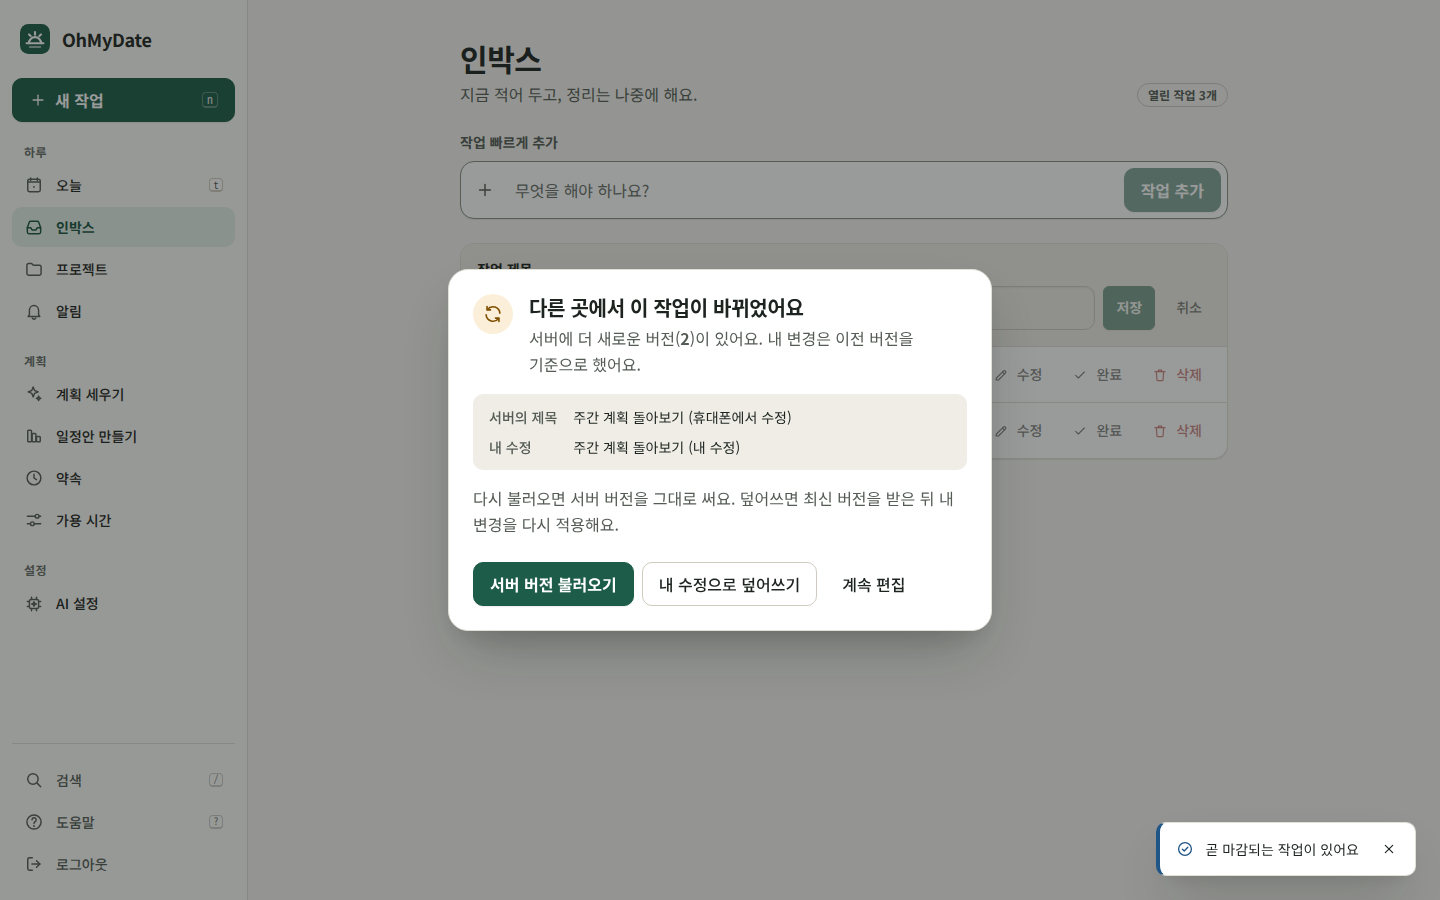 OhMyDate
새 작업
n
하루
오늘
t
인박스
프로젝트
알림
계획
계획 세우기
일정안 만들기
약속
가용 시간
설정
AI 설정
검색
/
도움말
?
로그아웃
인박스
지금 적어 두고, 정리는 나중에 해요.
열린 작업 3개
작업 빠르게 추가
무엇을 해야 하나요?
작업 추가
작업 제목
저장
취소
수정
완료
삭제
수정
완료
삭제
다른 곳에서 이 작업이 바뀌었어요
서버에 더 새로운 버전(2)이 있어요. 내 변경은 이전 버전을
기준으로 했어요.
서버의 제목 주간 계획 돌아보기 (휴대폰에서 수정)
내 수정 주간 계획 돌아보기 (내 수정)
다시 불러오면 서버 버전을 그대로 써요. 덮어쓰면 최신 버전을 받은 뒤 내
변경을 다시 적용해요.
서버 버전 불러오기
내 수정으로 덮어쓰기
계속 편집
곧 마감되는 작업이 있어요